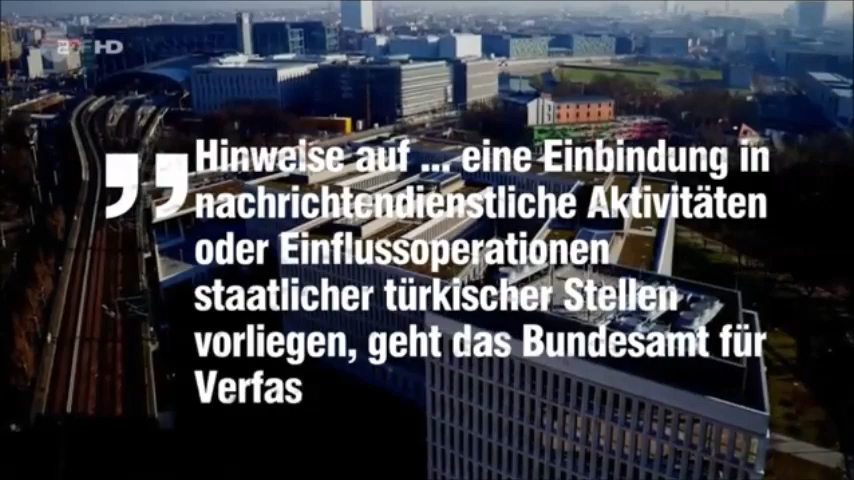 ZDF HD
„Hinweise auf ... eine Einbindung in
nachrichtendienstliche Aktivitäten
oder Einflussoperationen
staatlicher türkischer Stellen
vorliegen, geht das Bundesamt für
Verfas